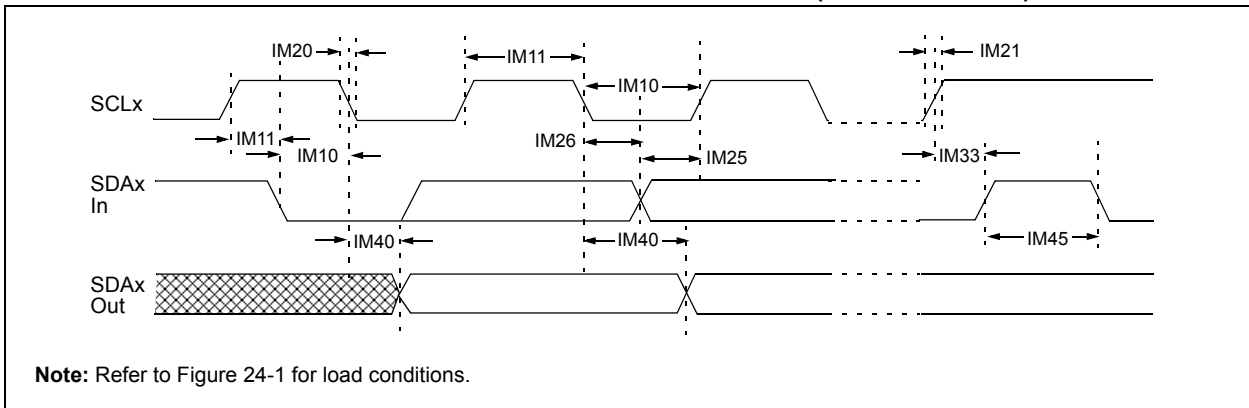 IM20
IM11
IM21
IM10
SCLx
IM11
IM26
IM10
IM25
IM33
SDAx
In
IM40
IM40
IM45
SDAx
Out
Note: Refer to Figure 24-1 for load conditions.